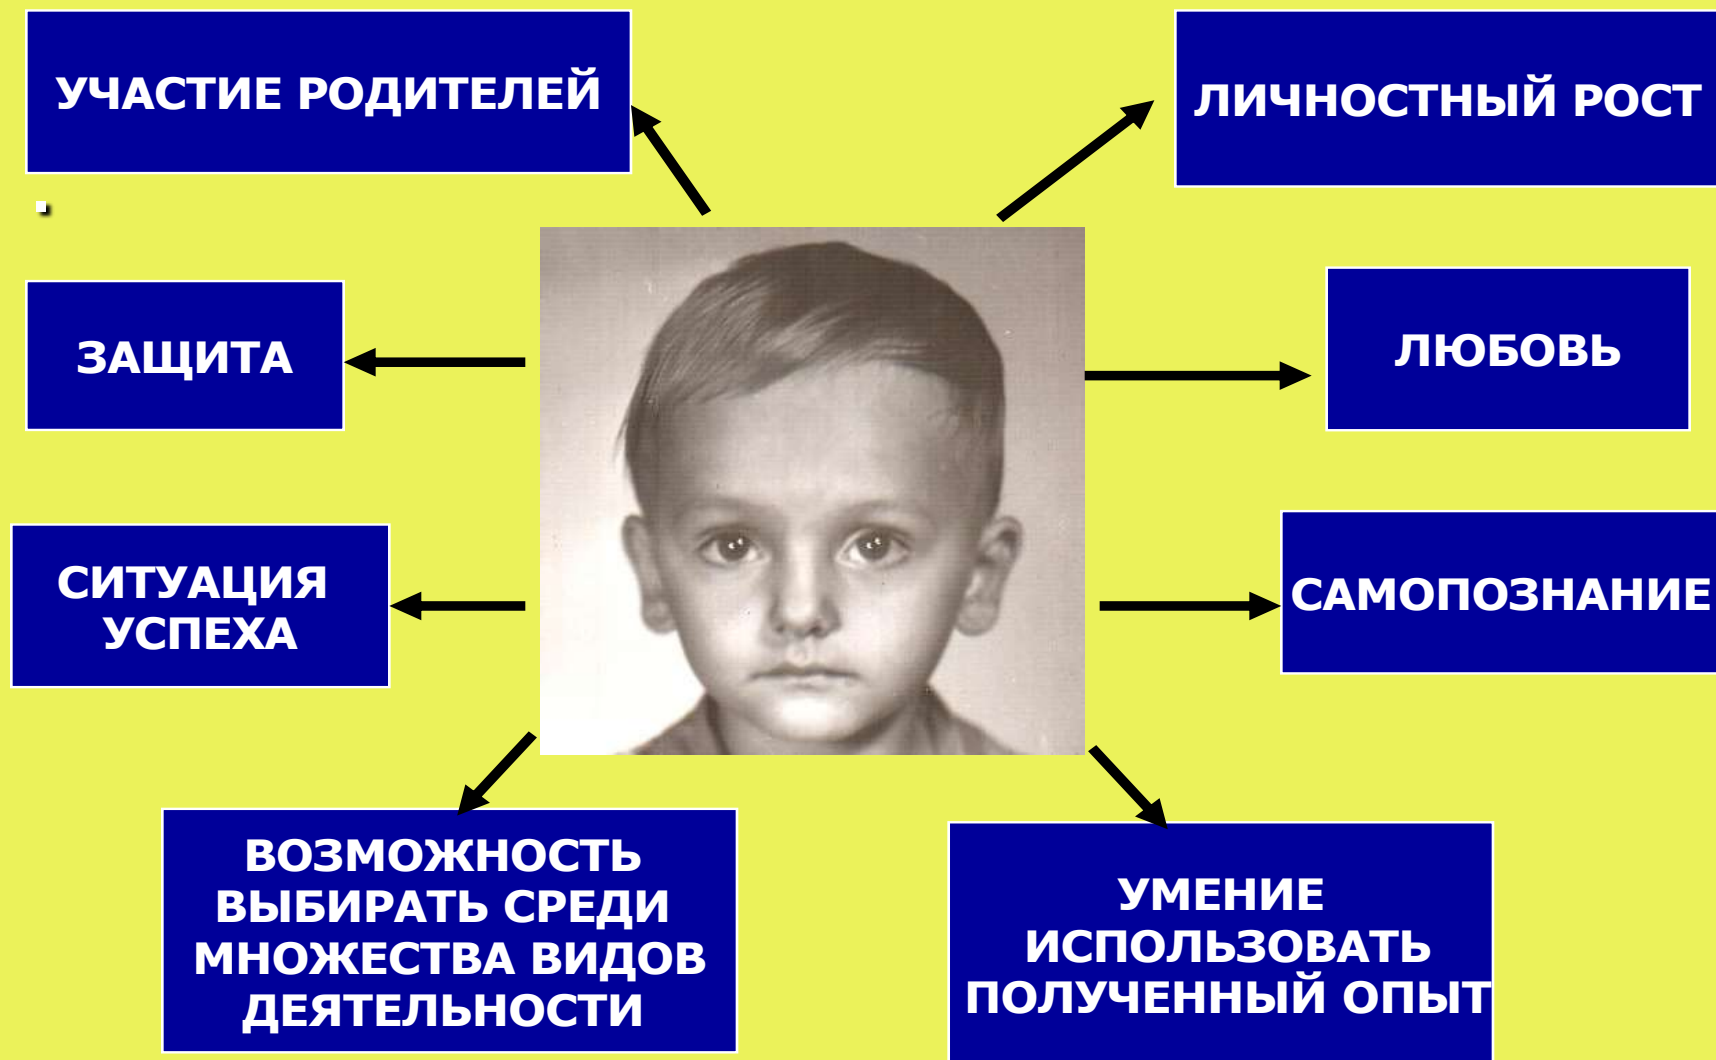 УЧАСТИЕ РОДИТЕЛЕЙ
ЛИЧНОСТНЫЙ РОСТ
ЗАЩИТА
ЛЮБОВЬ
СИТУАЦИЯ
УСПЕХА
САМОПОЗНАНИЕ
ВОЗМОЖНОСТЬ
ВЫБИРАТЬ СРЕДИ
МНОЖЕСТВА ВИДОВ
ДЕЯТЕЛЬНОСТИ
УМЕНИЕ
ИСПОЛЬЗОВАТЬ
ПОЛУЧЕННЫЙ ОПЫТ